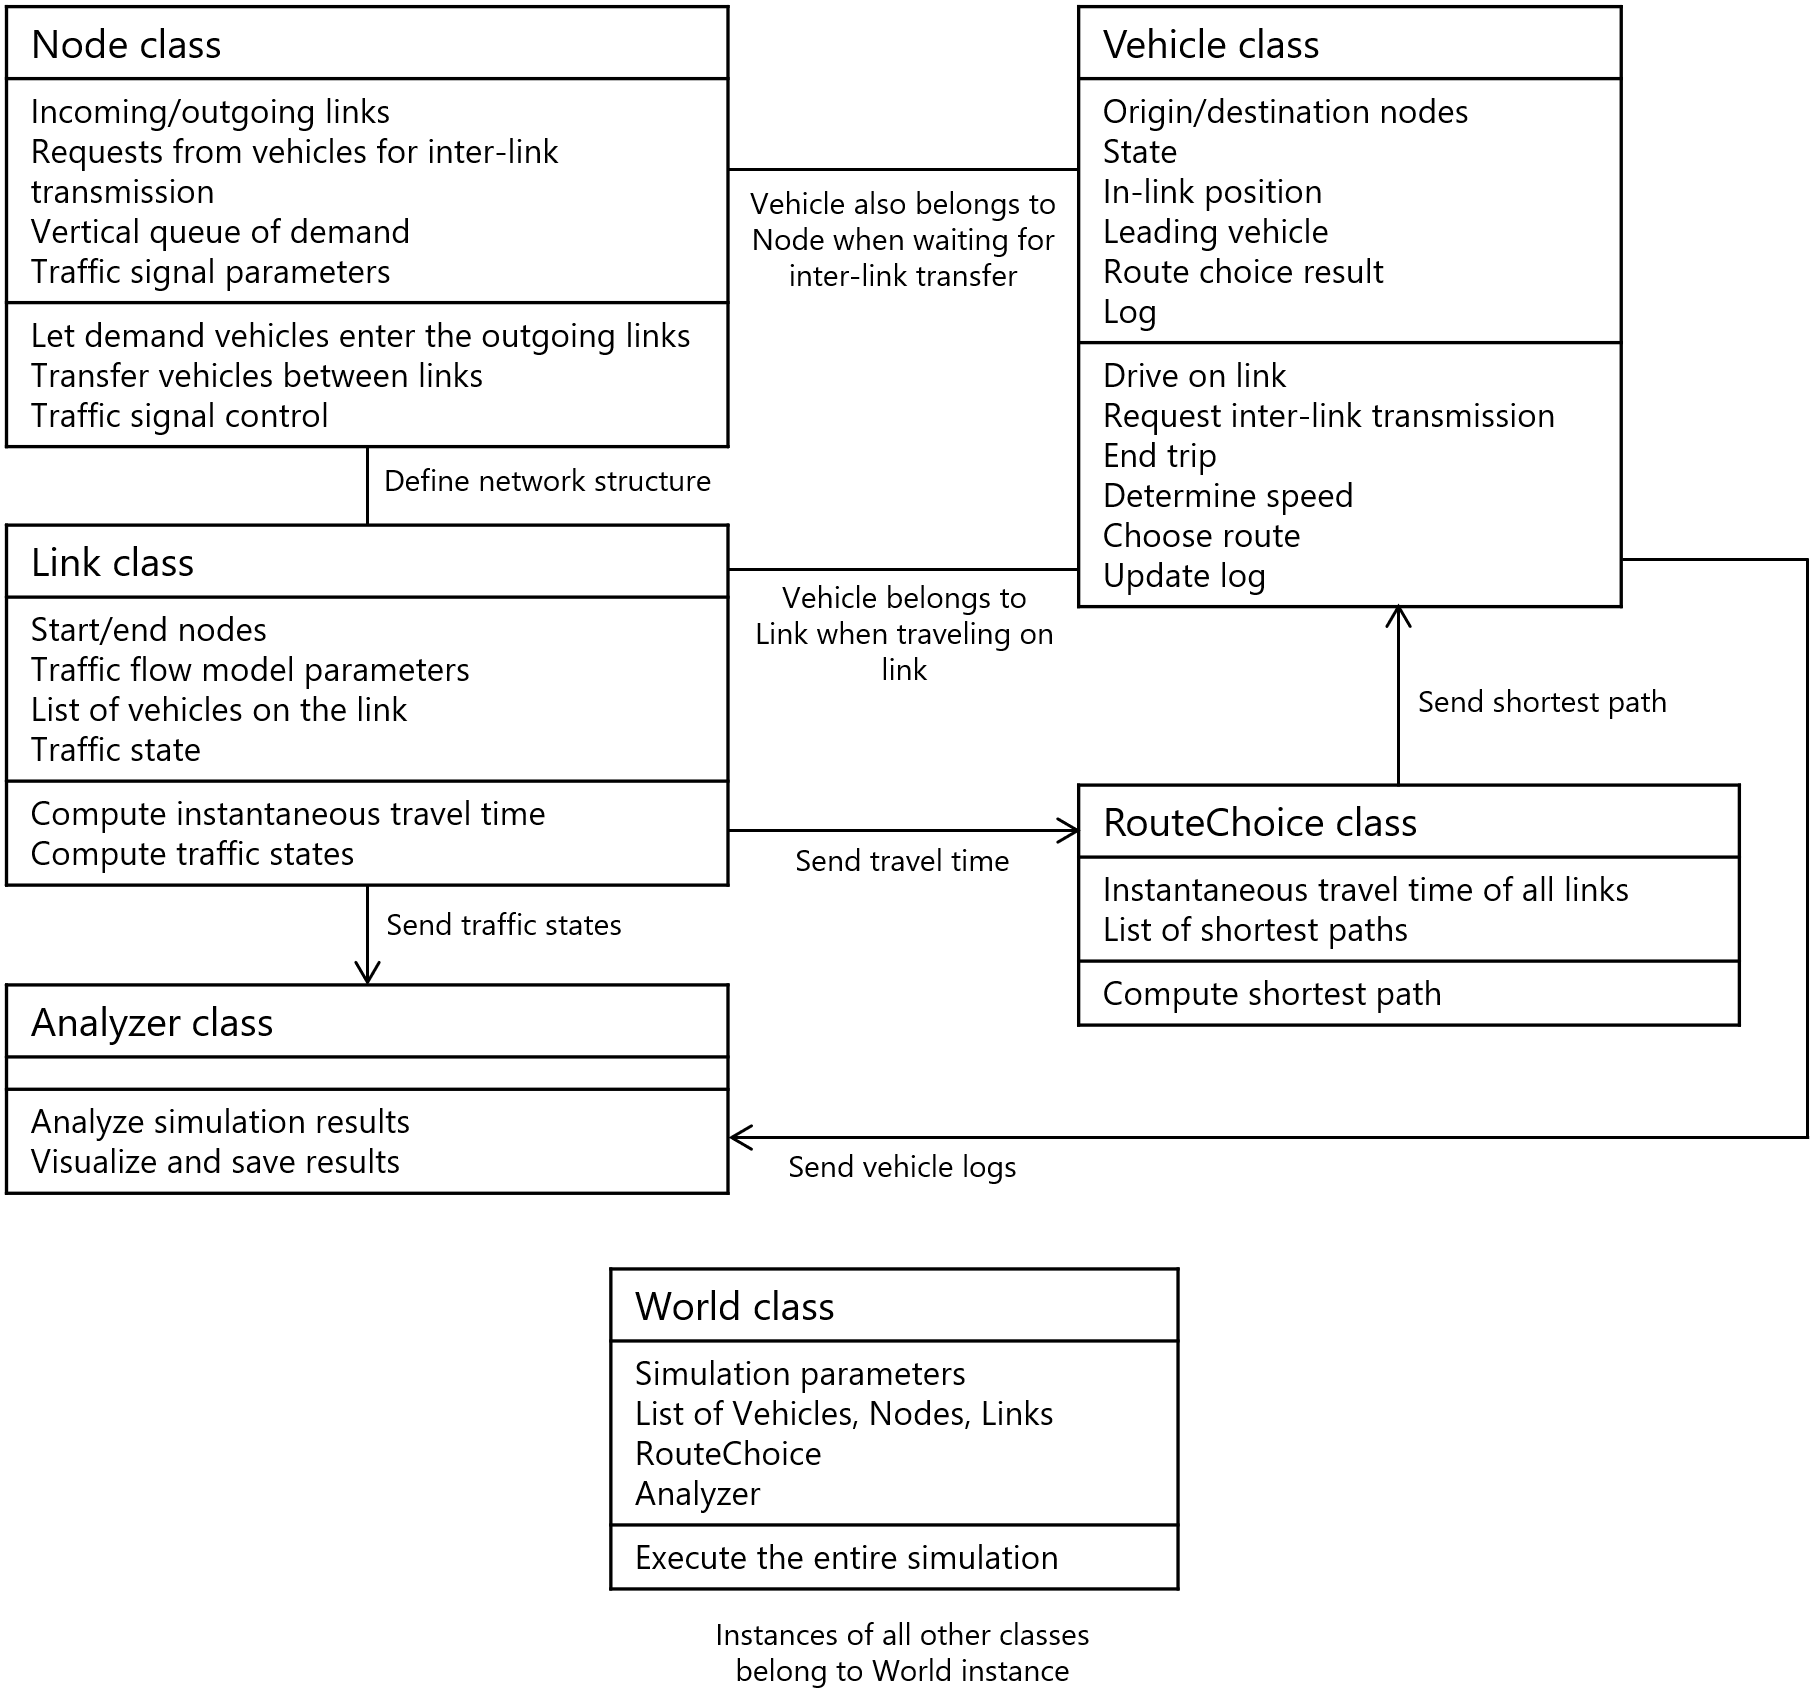 Node class
Incoming/outgoing links
Requests from vehicles for inter-link
transmission
Vertical queue of demand
Traffic signal parameters
Let demand vehicles enter the outgoing links
Transfer vehicles between links
Traffic signal control
Vehicle also belongs to
Node when waiting for
inter-link transfer
Vehicle class
Origin/destination nodes
State
In-link position
Leading vehicle
Route choice result
Log
Drive on link
Request inter-link transmission
End trip
Determine speed
Choose route
Update log
Define network structure
Link class
Start/end nodes
Traffic flow model parameters
List of vehicles on the link
Traffic state
Compute instantaneous travel time
Compute traffic states
Vehicle belongs to
Link when traveling on
link
Send shortest path
Send travel time
RouteChoice class
Instantaneous travel time of all links
List of shortest paths
Compute shortest path
Send traffic states
Analyzer class
Analyze simulation results
Visualize and save results
Send vehicle logs
World class
Simulation parameters
List of Vehicles, Nodes, Links
RouteChoice
Analyzer
Execute the entire simulation
Instances of all other classes
belong to World instance